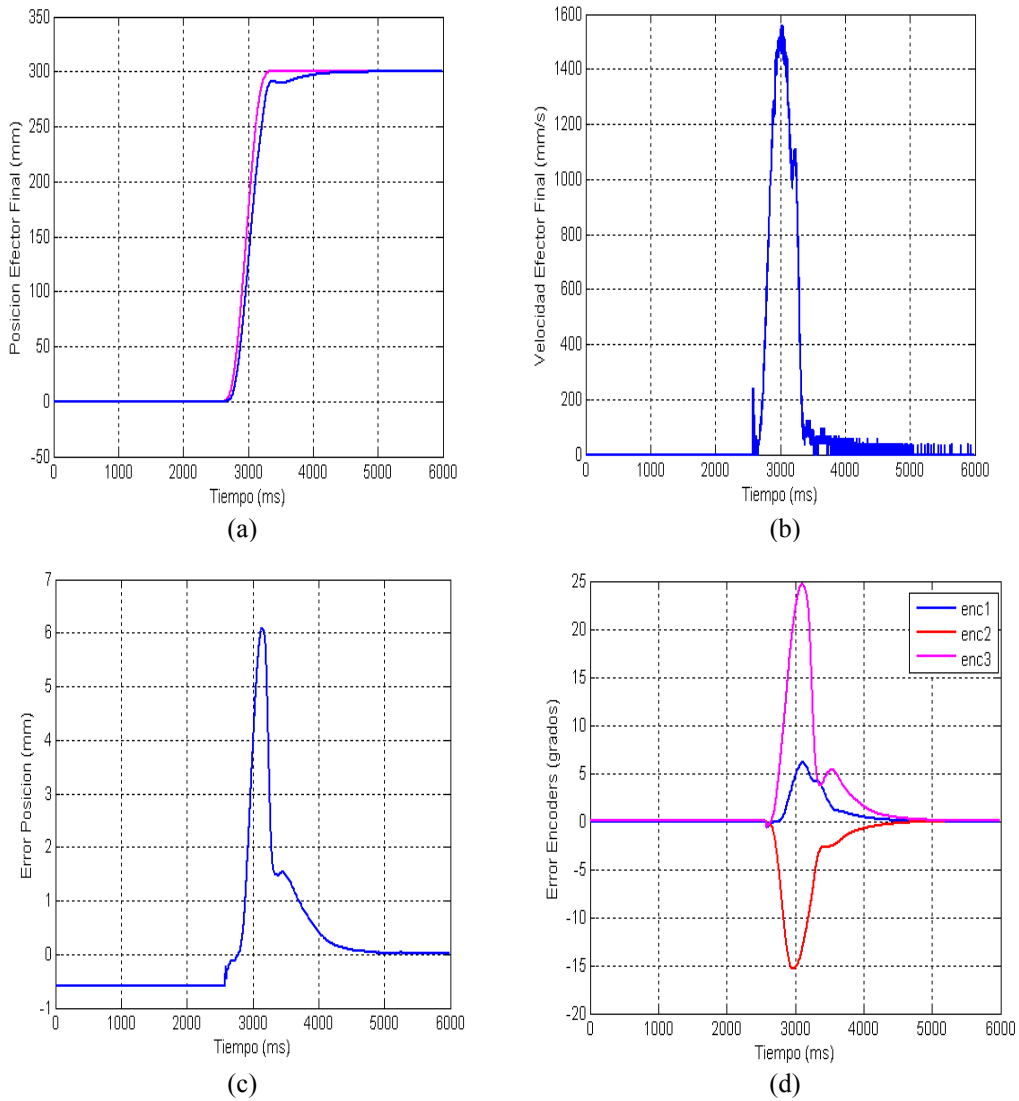 350
300
250
200
150
100
50
0
-50
0 1000 2000 3000 4000 5000 6000
Posicion Efector Final (mm)
Tiempo (ms)
(a)
1600
1400
1200
1000
800
600
400
200
0
0 1000 2000 3000 4000 5000 6000
Velocidad Efector Final (mm/s)
Tiempo (ms)
(b)
7
6
5
4
3
2
1
0
-1
0 1000 2000 3000 4000 5000 6000
Error Posicion (mm)
Tiempo (ms)
(c)
25
20
15
10
5
0
-5
-10
-15
-20
0 1000 2000 3000 4000 5000 6000
Error Encoders (grados)
enc1
enc2
enc3
Tiempo (ms)
(d)